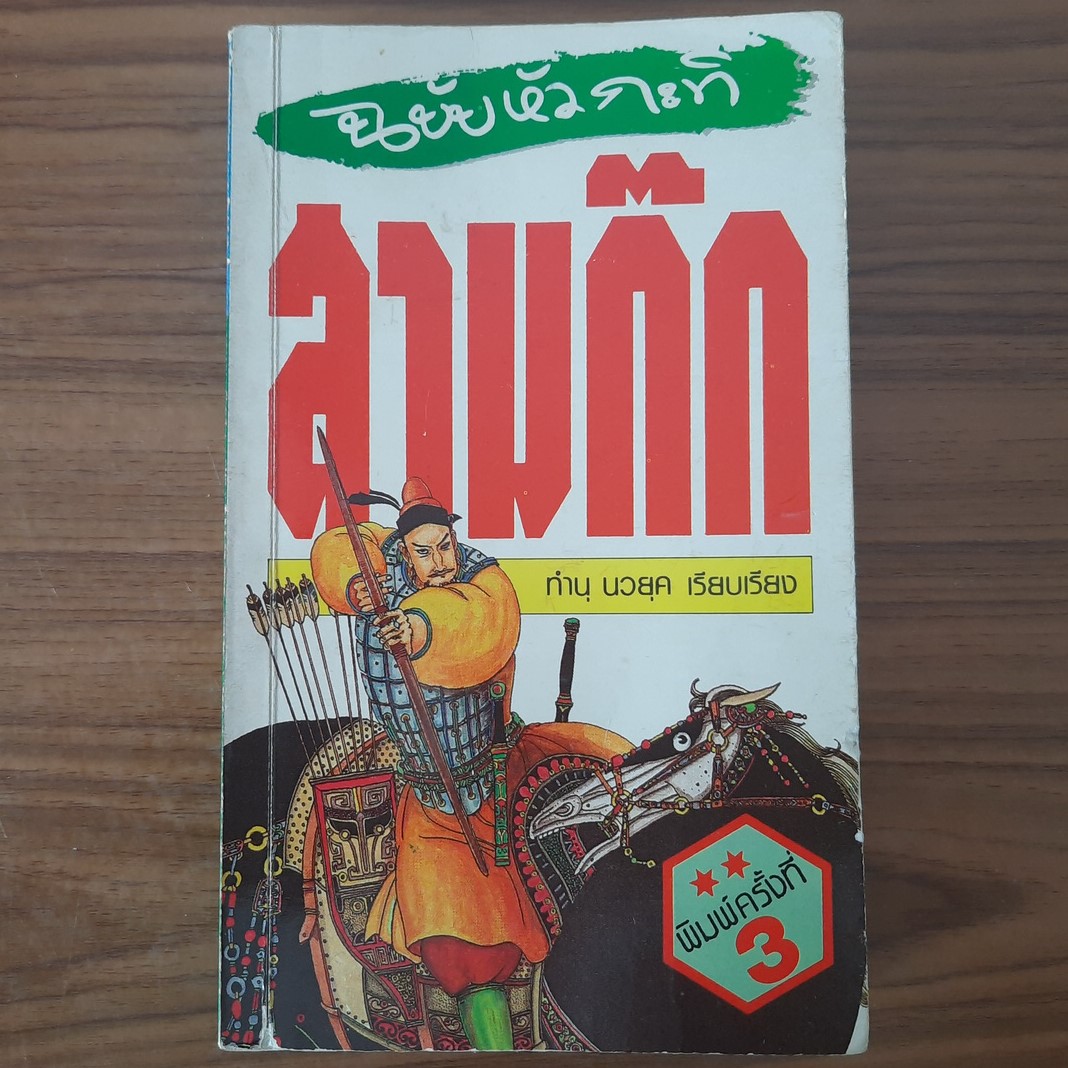 ฉบับหัวกะทิ
สามก๊ก
ทำนุ นวยุค เรียบเรียง
พิมพ์ครั้งที่
3